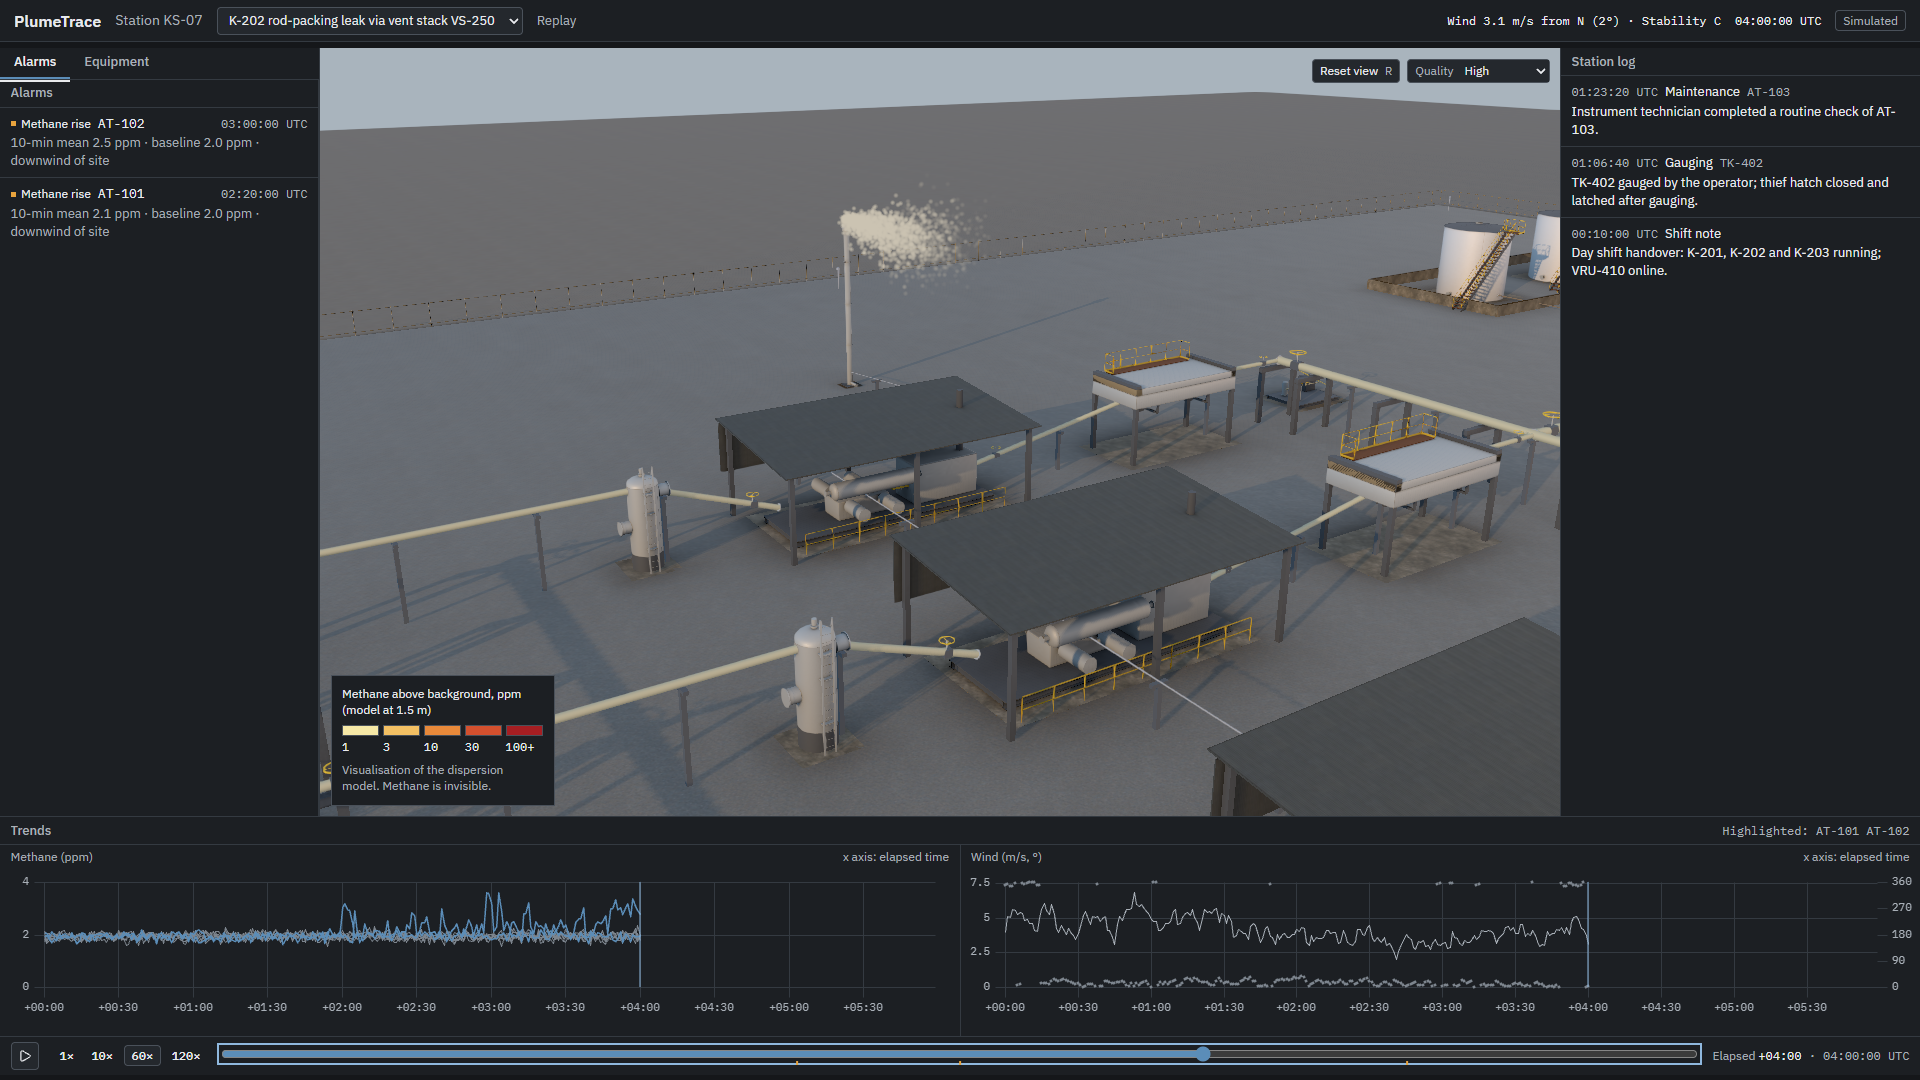 PlumeTrace Station KS-07 K-202 rod-packing leak via vent stack VS-250 Replay
Wind 3.1 m/s from N (2°) · Stability C 04:00:00 UTC Simulated
Alarms Equipment
Alarms
Methane rise AT-102 03:00:00 UTC
10-min mean 2.5 ppm · baseline 2.0 ppm ·
downwind of site
Methane rise AT-101 02:20:00 UTC
10-min mean 2.1 ppm · baseline 2.0 ppm ·
downwind of site
Reset view R Quality High
Methane above background, ppm
(model at 1.5 m)
1 3 10 30 100+
Visualisation of the dispersion
model. Methane is invisible.
Station log
01:23:20 UTC Maintenance AT-103
Instrument technician completed a routine check of AT-
103.
01:06:40 UTC Gauging TK-402
TK-402 gauged by the operator; thief hatch closed and
latched after gauging.
00:10:00 UTC Shift note
Day shift handover: K-201, K-202 and K-203 running;
VRU-410 online.
Trends
Highlighted: AT-101 AT-102
Methane (ppm) x axis: elapsed time
4
2
0
+00:00 +00:30 +01:00 +01:30 +02:00 +02:30 +03:00 +03:30 +04:00 +04:30 +05:00 +05:30
Wind (m/s, °) x axis: elapsed time
7.5 360
270
5
180
2.5
90
0 0
+00:00 +00:30 +01:00 +01:30 +02:00 +02:30 +03:00 +03:30 +04:00 +04:30 +05:00 +05:30
1× 10× 60× 120×
Elapsed +04:00 · 04:00:00 UTC